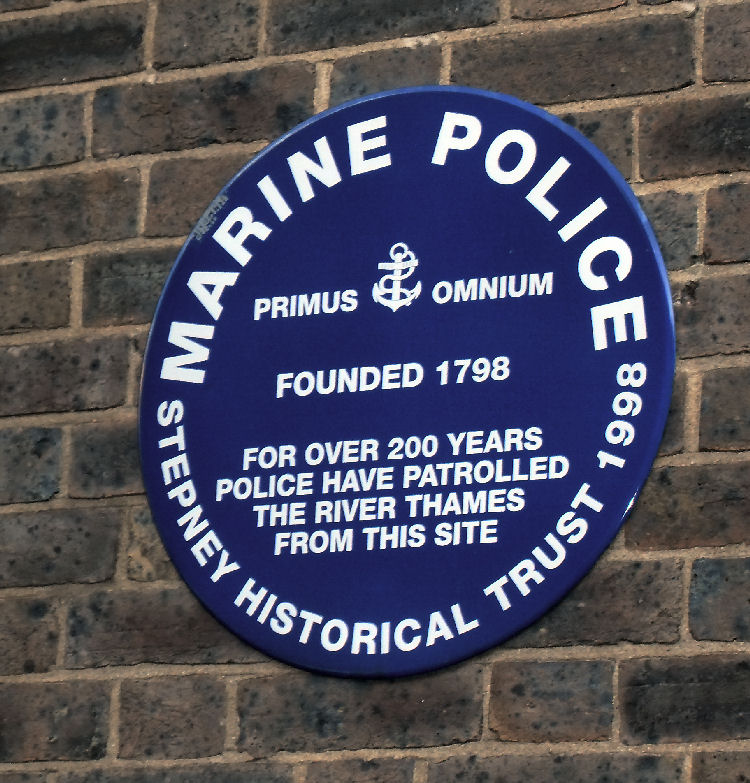 MARINE POLICE
PRIMUS OMNIUM
FOUNDED 1798
FOR OVER 200 YEARS
POLICE HAVE PATROLLED
THE RIVER THAMES
FROM THIS SITE
STEPNEY HISTORICAL TRUST 1998